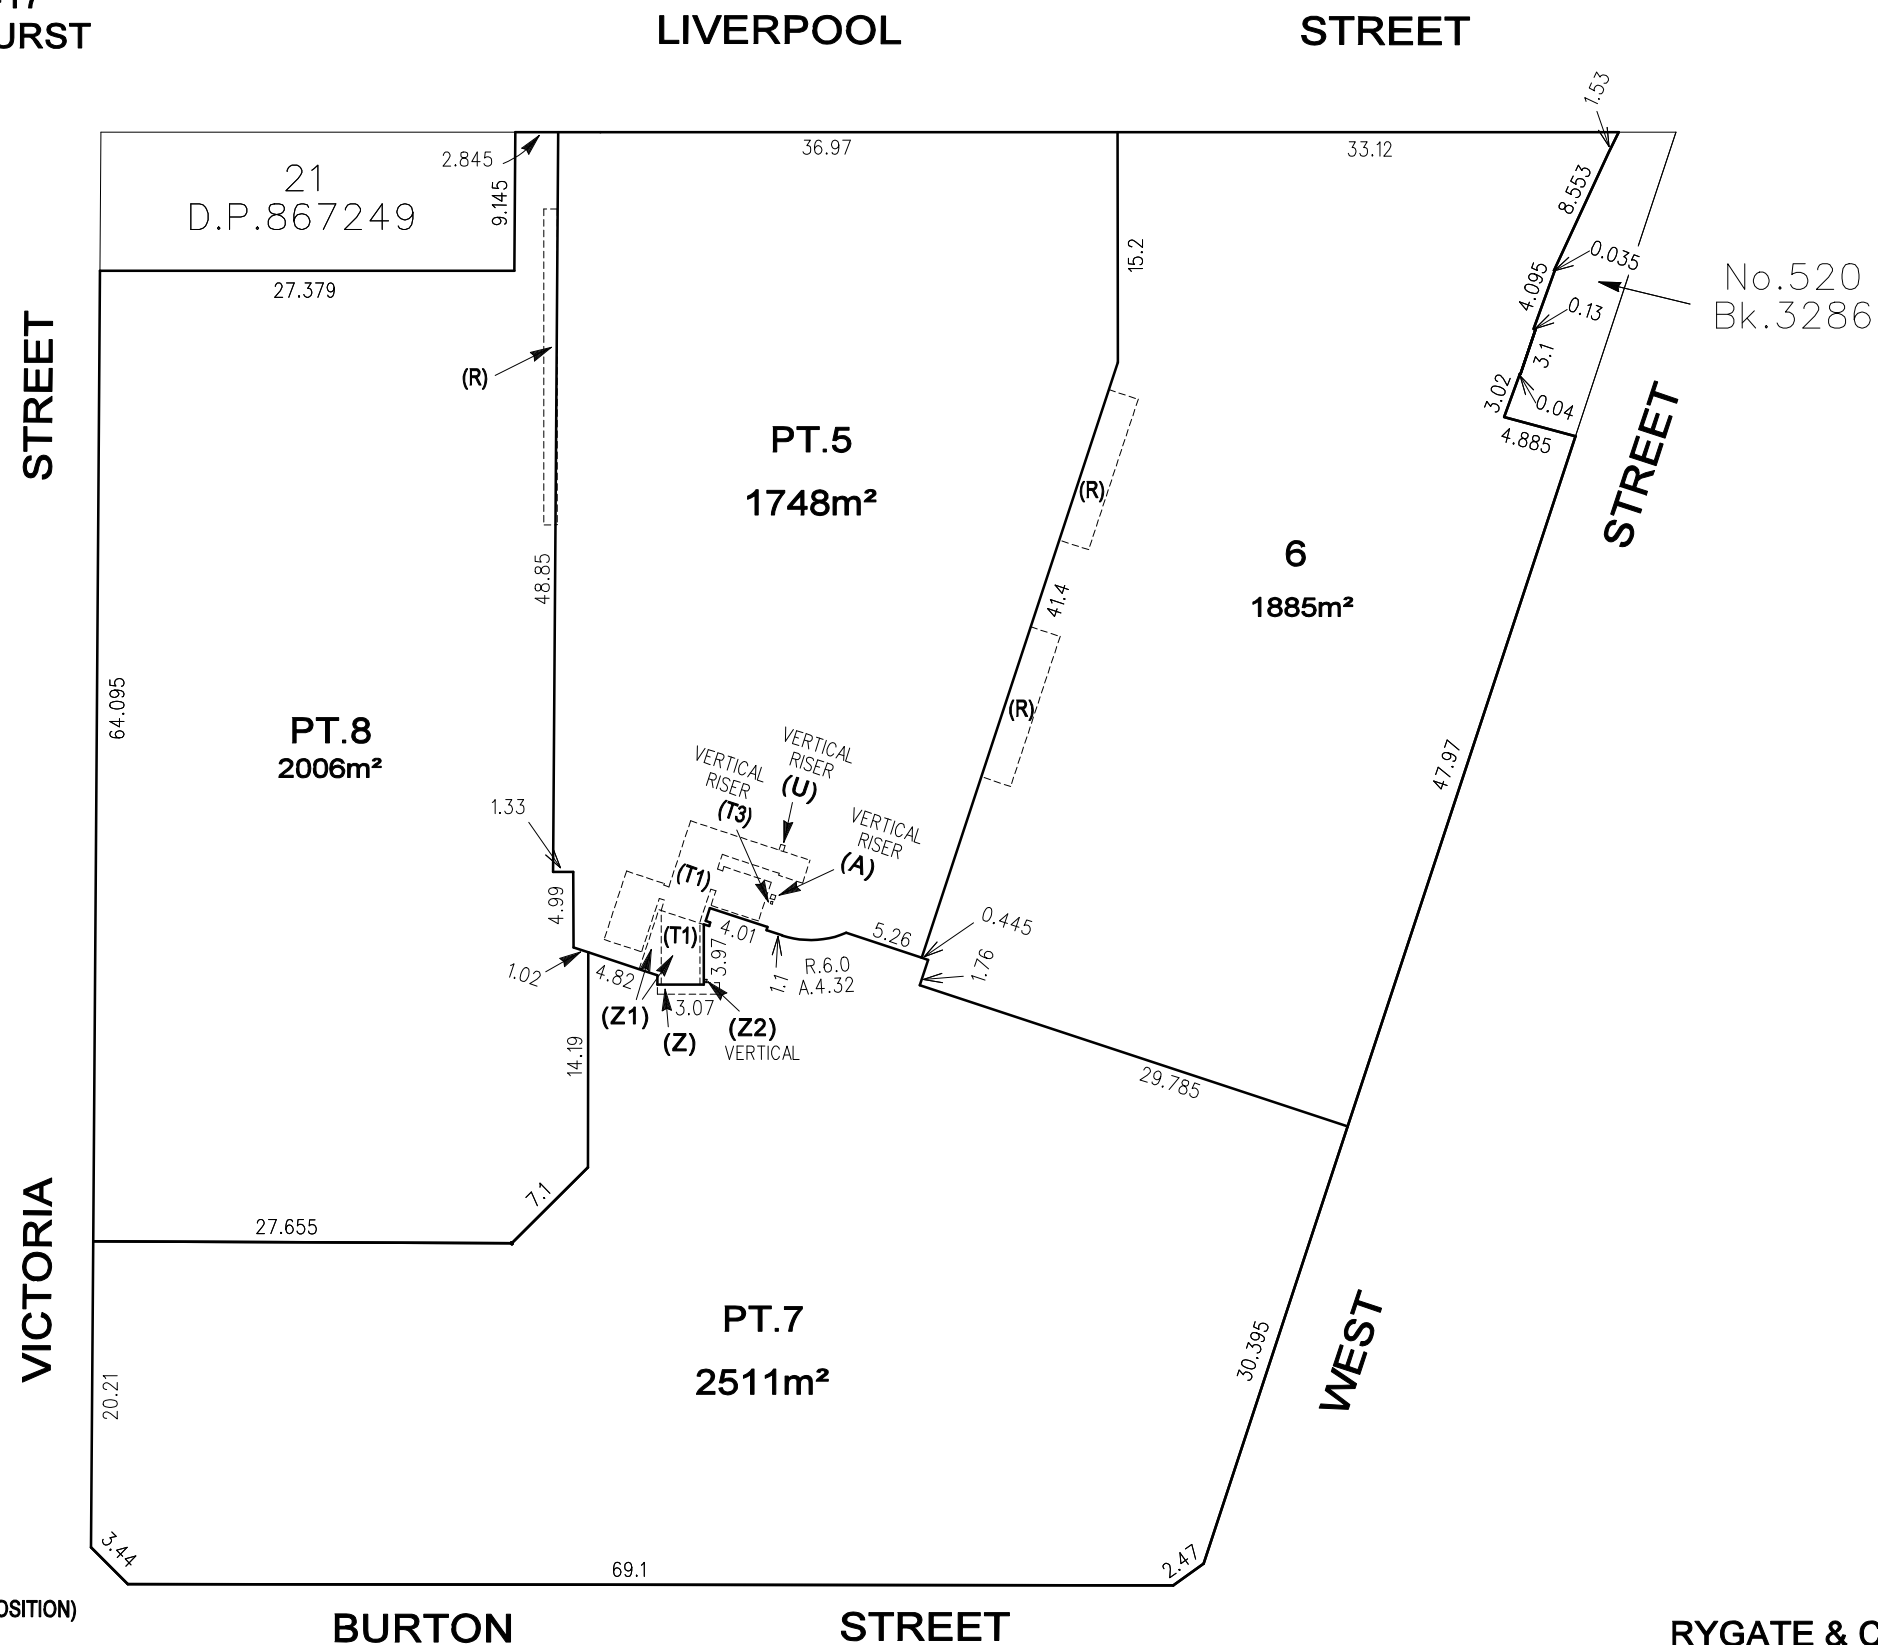 URST
LIVERPOOL STREET
1.53
2.845
36.97
33.12
21
D.P.867249
9.145
8.553
27.379
15.2
0.035
4.095
No.520
Bk.3286
0.13
3.1
STREET
(R)
3.02
0.04
4.885
PT.5
1748m²
STREET
(R)
48.85
6
1885m²
41.4
64.095
(R)
PT.8
2006m²
47.97
VERTICAL
RISER
(U)
VERTICAL
RISER
(T3)
VERTICAL
RISER
(A)
1.33
(T1)
4.99
4.01
5.26
0.445
(T1)
3.97
1.02
4.82
1.1
R.6.0
A.4.32
1.76
3.07
(Z1)
(Z)
(Z2)
VERTICAL
14.19
29.785
7.1
27.655
VICTORIA
PT.7
2511m²
WEST
30.395
20.21
3.44
69.1
2.47
OSITION)
BURTON STREET
RYGATE & C